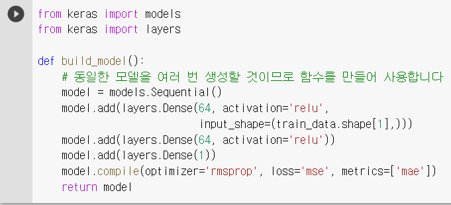 from keras import models
from keras import layers

def build_model():
    # 동일한 모델을 여러 번 생성할 것이므로 함수를 만들어 사용합니다
    model = models.Sequential()
    model.add(layers.Dense(64, activation='relu',
                           input_shape=(train_data.shape[1],)))
    model.add(layers.Dense(64, activation='relu'))
    model.add(layers.Dense(1))
    model.compile(optimizer='rmsprop', loss='mse', metrics=['mae'])
    return model